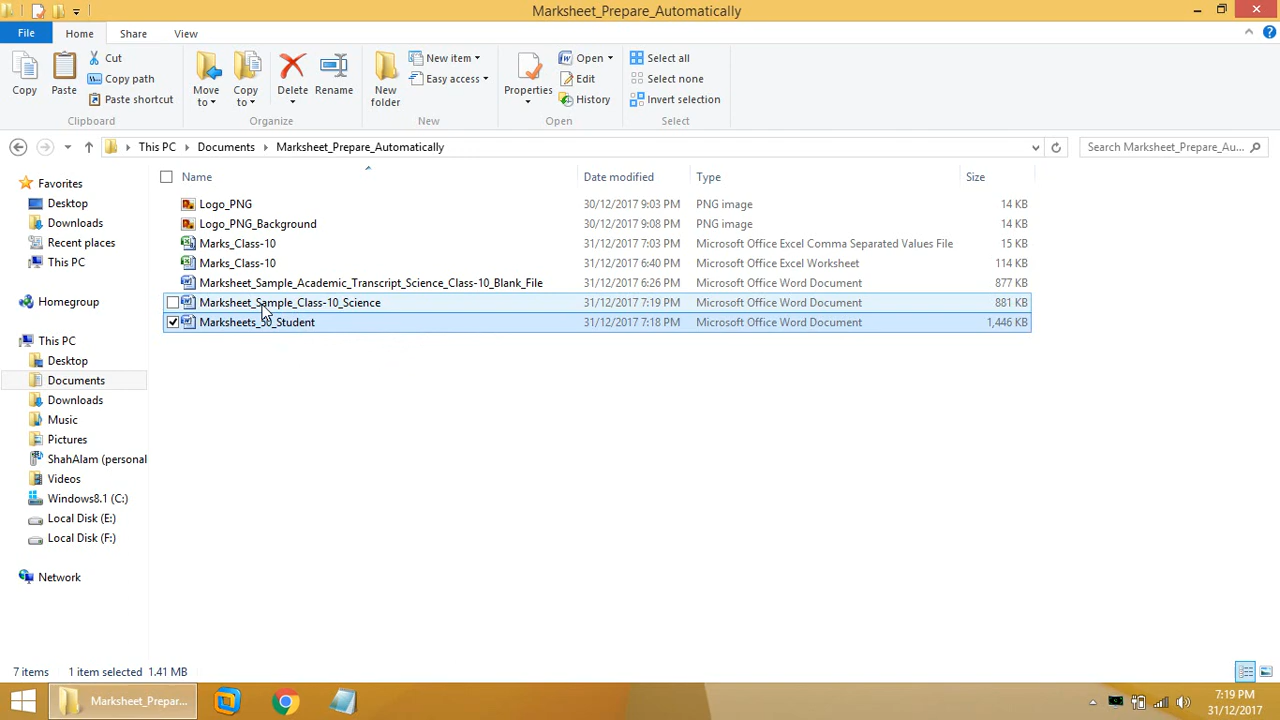 Marksheet_Prepare_Automatically
File Home Share View
Copy
Paste
Cut
Copy path
Paste shortcut
Clipboard
Move to
Copy to
Delete
Rename
Organize
New folder
New item
Easy access
New
Properties
Open
Edit
History
Open
Select all
Select none
Invert selection
Select
This PC Documents Marksheet_Prepare_Automatically
Search Marksheet_Prepare_Au...
Favorites
Desktop
Downloads
Recent places
This PC
Homegroup
This PC
Desktop
Documents
Downloads
Music
Pictures
ShahAlam (personal
Videos
Windows8.1 (C:)
Local Disk (E:)
Local Disk (F:)
Network
Name Date modified Type Size
Logo_PNG 30/12/2017 9:03 PM PNG image 14 KB
Logo_PNG_Background 30/12/2017 9:08 PM PNG image 14 KB
Marks_Class-10 31/12/2017 7:03 PM Microsoft Office Excel Comma Separated Values File 15 KB
Marks_Class-10 31/12/2017 6:40 PM Microsoft Office Excel Worksheet 114 KB
Marksheet_Sample_Academic_Transcript_Science_Class-10_Blank_File 31/12/2017 6:26 PM Microsoft Office Word Document 877 KB
Marksheet_Sample_Class-10_Science 31/12/2017 7:19 PM Microsoft Office Word Document 881 KB
Marksheets_50_Student 31/12/2017 7:18 PM Microsoft Office Word Document 1,446 KB
7 items 1 item selected 1.41 MB
Marksheet_Prepar...
7:19 PM
31/12/2017